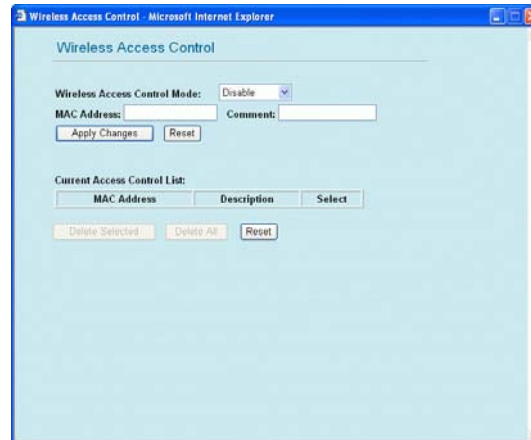 Wireless Access Control - Microsoft Internet Explorer
Wireless Access Control
Wireless Access Control Mode: Disable
MAC Address: Comment:
Apply Changes Reset
Current Access Control List:
MAC Address Description Select
Delete Selected Delete All Reset